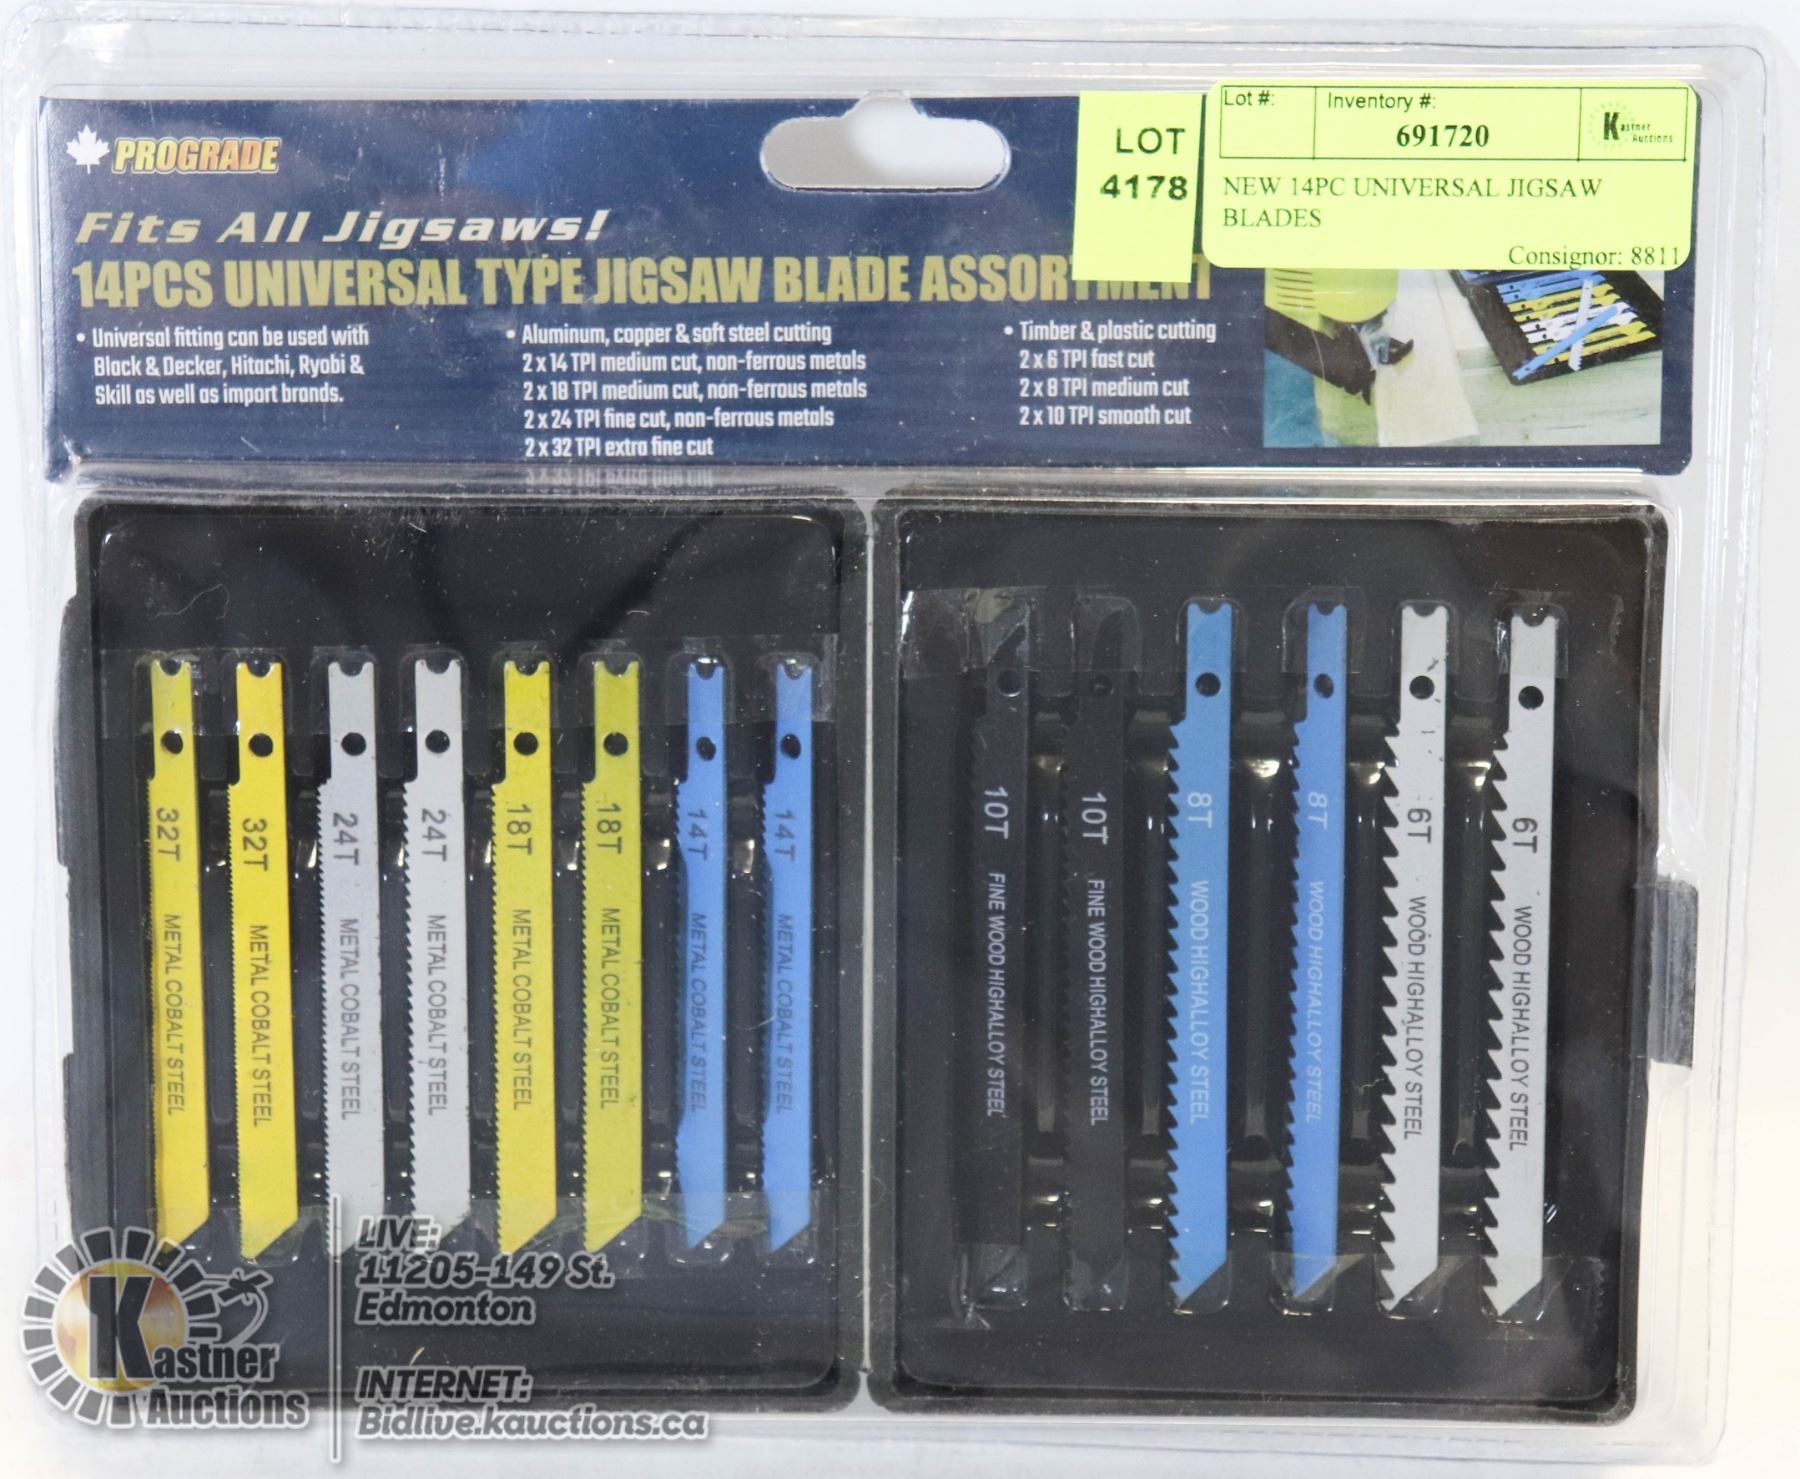 PROGRADE
Fits All Jigsaws!
14PCS UNIVERSAL TYPE JIGSAW BLADE ASSORTMENT
• Universal fitting can be used with
Black & Decker, Hitachi, Ryobi &
Skill as well as import brands.
• Aluminum, copper & soft steel cutting
2 x 14 TPI medium cut, non-ferrous metals
2 x 18 TPI medium cut, non-ferrous metals
2 x 24 TPI fine cut, non-ferrous metals
2 x 32 TPI extra fine cut
• Timber & plastic cutting
2 x 6 TPI fast cut
2 x 8 TPI medium cut
2 x 10 TPI smooth cut
LOT
4178
Lot #:
Inventory #:
691720
Kastner
Auctions
NEW 14PC UNIVERSAL JIGSAW
BLADES
Consignor: 8811
32T METAL COBALT STEEL
32T METAL COBALT STEEL
24T METAL COBALT STEEL
24T METAL COBALT STEEL
18T METAL COBALT STEEL
18T METAL COBALT STEEL
14T METAL COBALT STEEL
14T METAL COBALT STEEL
10T FINE WOOD HIGHALLOY STEEL
10T FINE WOOD HIGHALLOY STEEL
8T WOOD HIGHALLOY STEEL
8T WOOD HIGHALLOY STEEL
6T WOOD HIGHALLOY STEEL
6T WOOD HIGHALLOY STEEL
Kastner
Auctions
LIVE:
11205-149 St.
Edmonton
INTERNET:
Bidlive.kauctions.ca